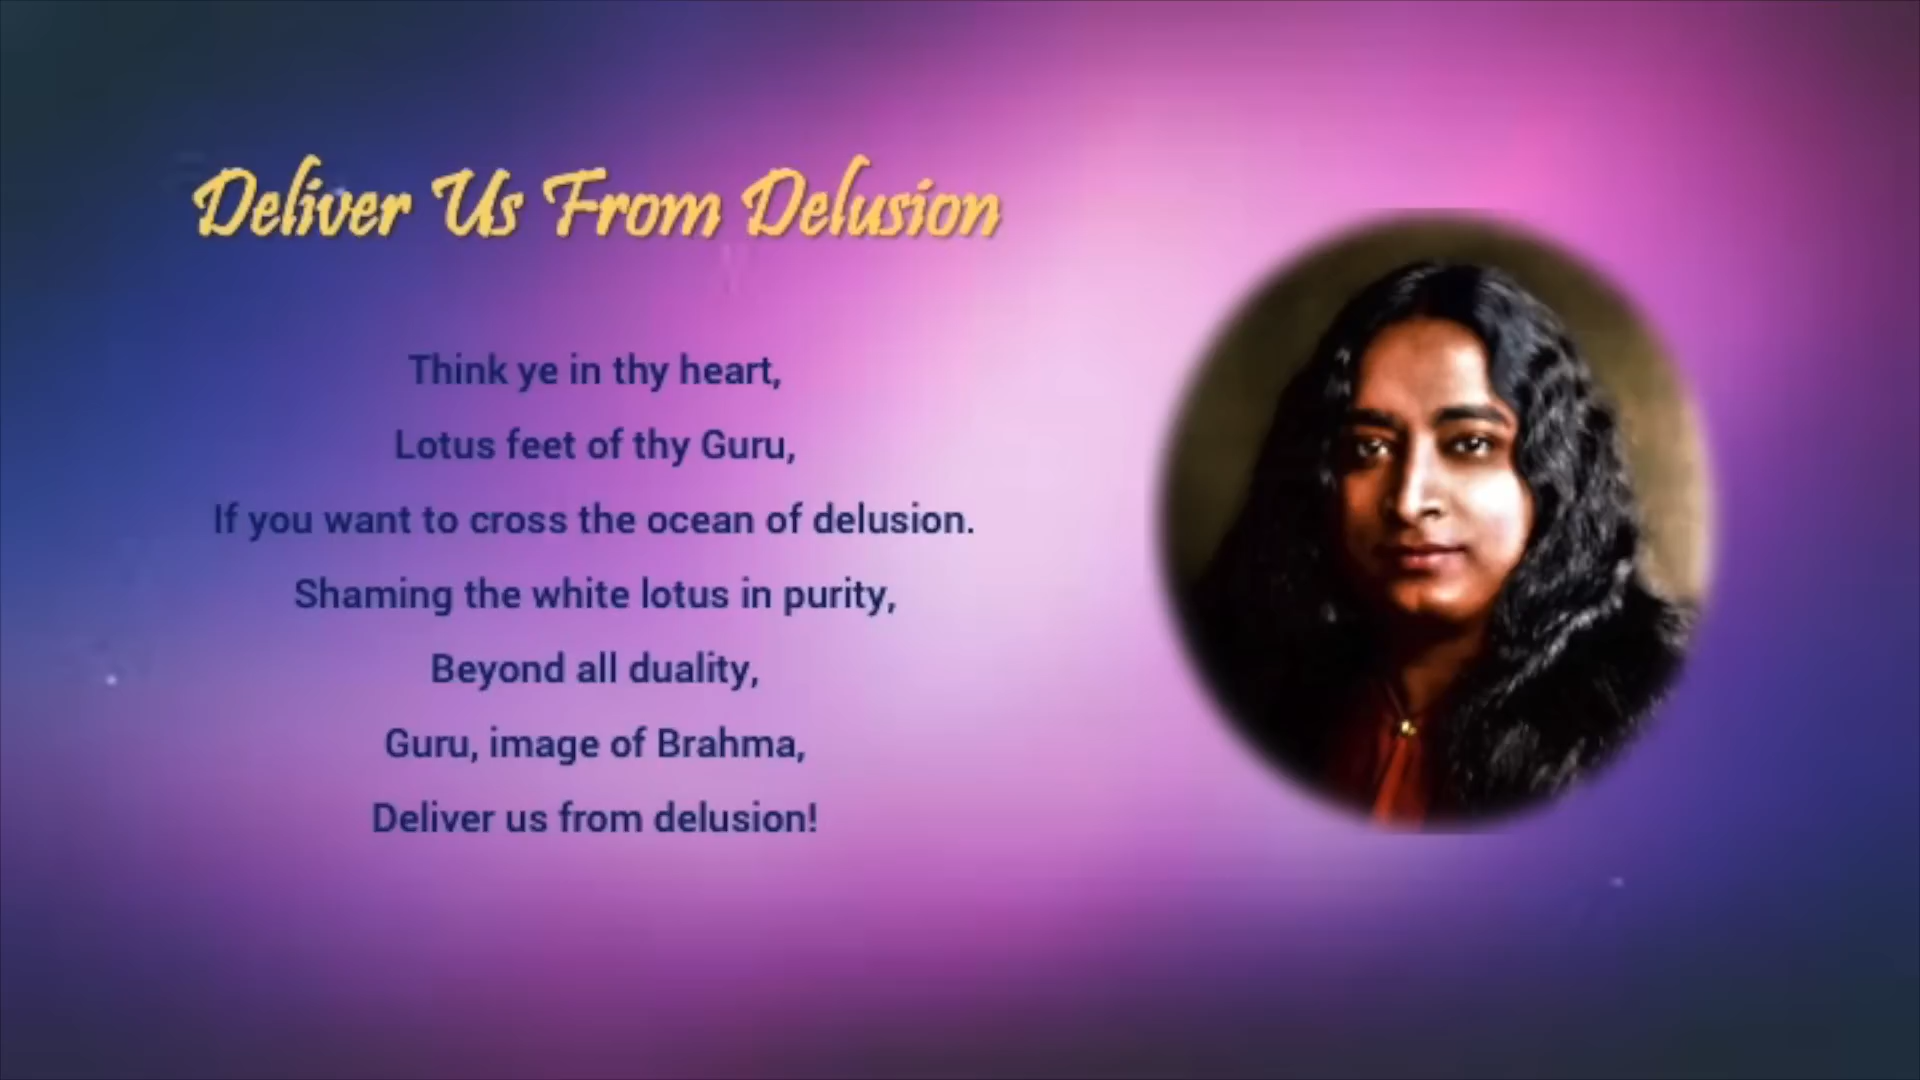 Deliver Us From Delusion
Think ye in thy heart,
Lotus feet of thy Guru,
If you want to cross the ocean of delusion.
Shaming the white lotus in purity,
Beyond all duality,
Guru, image of Brahma,
Deliver us from delusion!